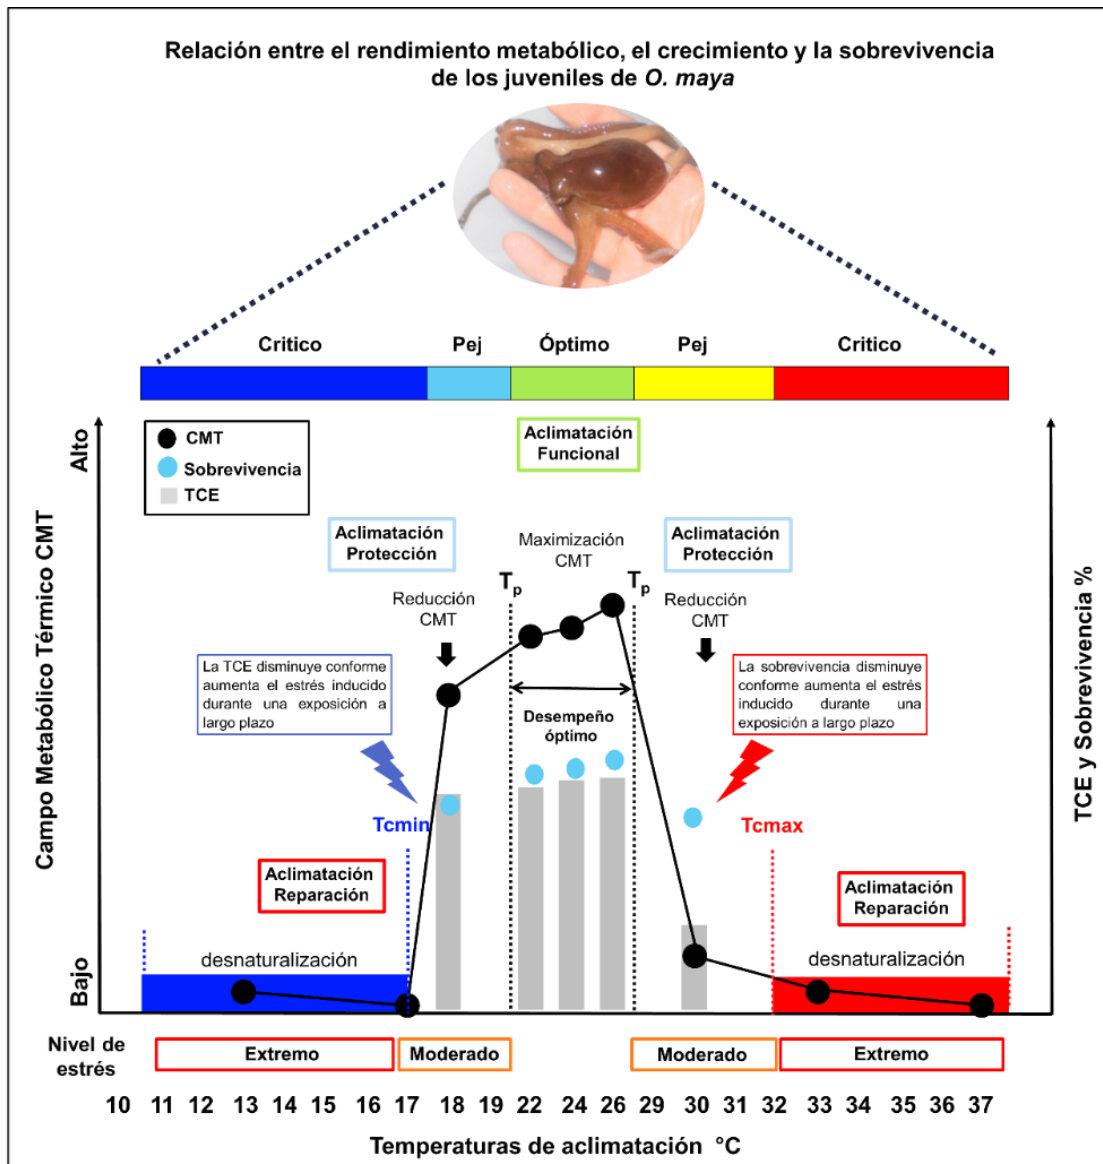 Relación entre el rendimiento metabólico, el crecimiento y la sobrevivencia
de los juveniles de O. maya
Critico
Pej
Óptimo
Pej
Critico
Alto
Campo Metabólico Térmico CMT
Bajo
CMT
Sobrevivencia
TCE
Aclimatación
Funcional
Aclimatación
Protección
Maximización
CMT
Aclimatación
Protección
Tp
Tp
Reducción
CMT
Reducción
CMT
La TCE disminuye conforme
aumenta el estrés inducido
durante una exposición a
largo plazo
La sobrevivencia disminuye
conforme aumenta el estrés
inducido durante una
exposición a largo plazo
Desempeño
óptimo
Tcmin
Tcmax
Aclimatación
Reparación
Aclimatación
Reparación
desnaturalización
desnaturalización
TCE y Sobrevivencia %
Nivel de
estrés
Extremo
Moderado
Moderado
Extremo
10 11 12 13 14 15 16 17 18 19 22 24 26 29 30 31 32 33 34 35 36 37
Temperaturas de aclimatación °C